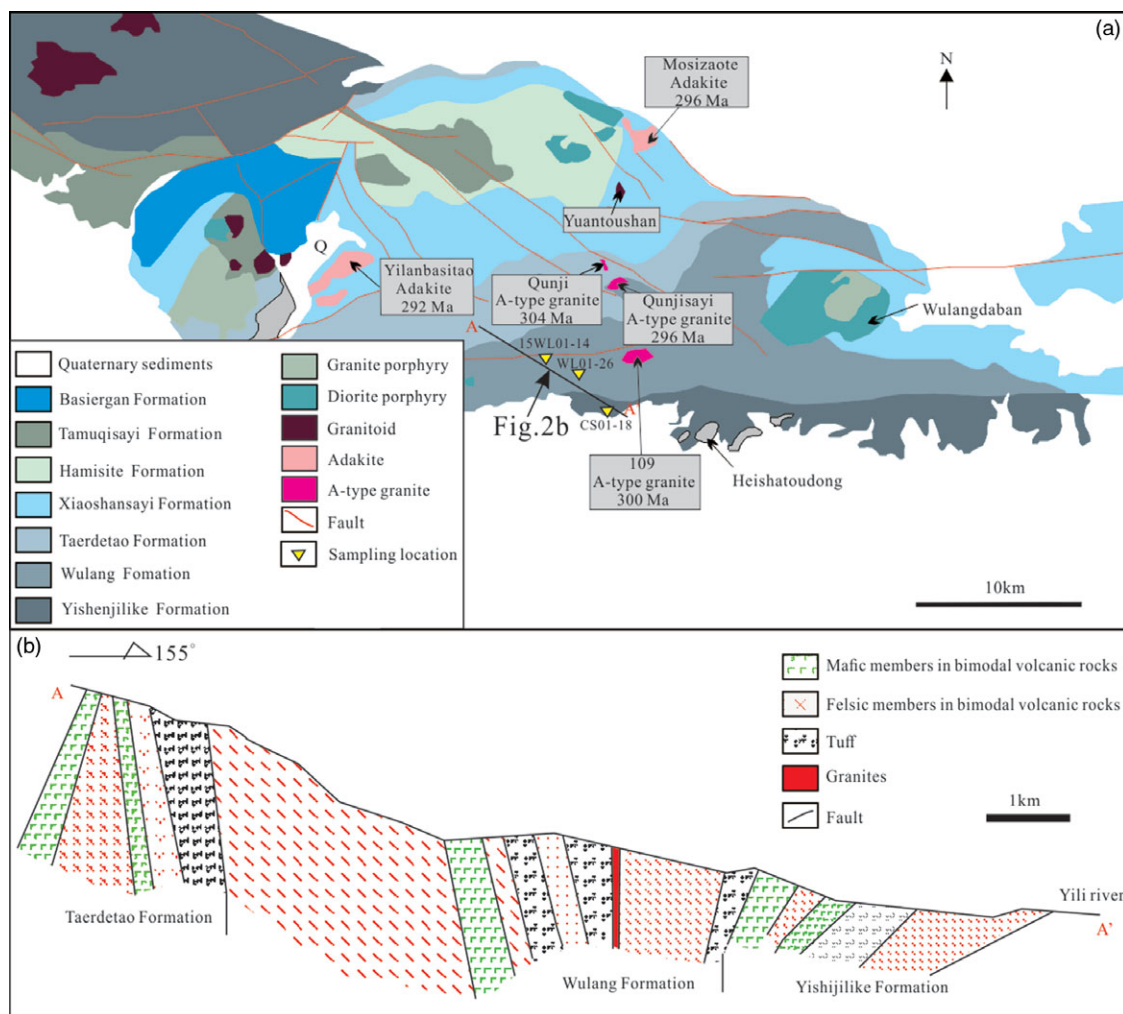 (a)
N
Mosizaote
Adakite
296 Ma
Yuantoushan
Q
Yilanbasitao
Adakite
292 Ma
Qunji
A-type granite
304 Ma
Qunjisayi
A-type granite
296 Ma
Wulangdaban
A
15WL01-14
WL01-26
Fig.2b
A
CS01-18
109
A-type granite
300 Ma
Heishatoudong
Quaternary sediments
Basiergan Formation
Tamuqisayi Formation
Hamisite Formation
Xiaoshansayi Formation
Taerdetao Formation
Wulang Fomation
Yishenjilike Formation
Granite porphyry
Diorite porphyry
Granitoid
Adakite
A-type granite
Fault
Sampling location
10km
(b)
155°
A
Mafic members in bimodal volcanic rocks
Felsic members in bimodal volcanic rocks
Tuff
Granites
Fault
1km
Taerdetao Formation
Wulang Formation
Yishijilike Formation
Yili river
A'